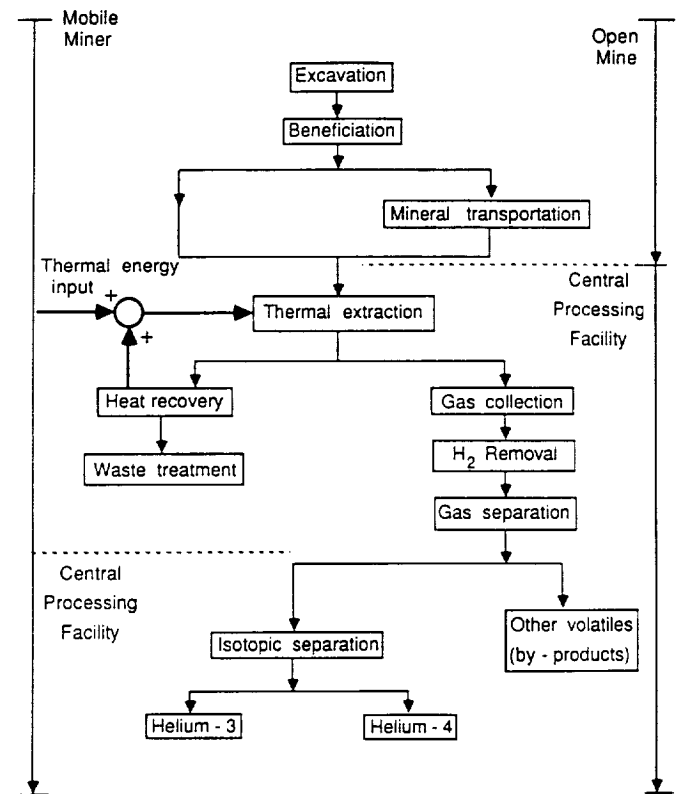 Mobile
Miner
Open
Mine
Excavation
Beneficiation
Mineral transportation
Thermal energy
input
+
+
Thermal extraction
Central
Processing
Facility
Heat recovery
Gas collection
Waste treatment
H2 Removal
Gas separation
Central
Processing
Facility
Isotopic separation
Other volatiles
(by - products)
Helium - 3
Helium - 4